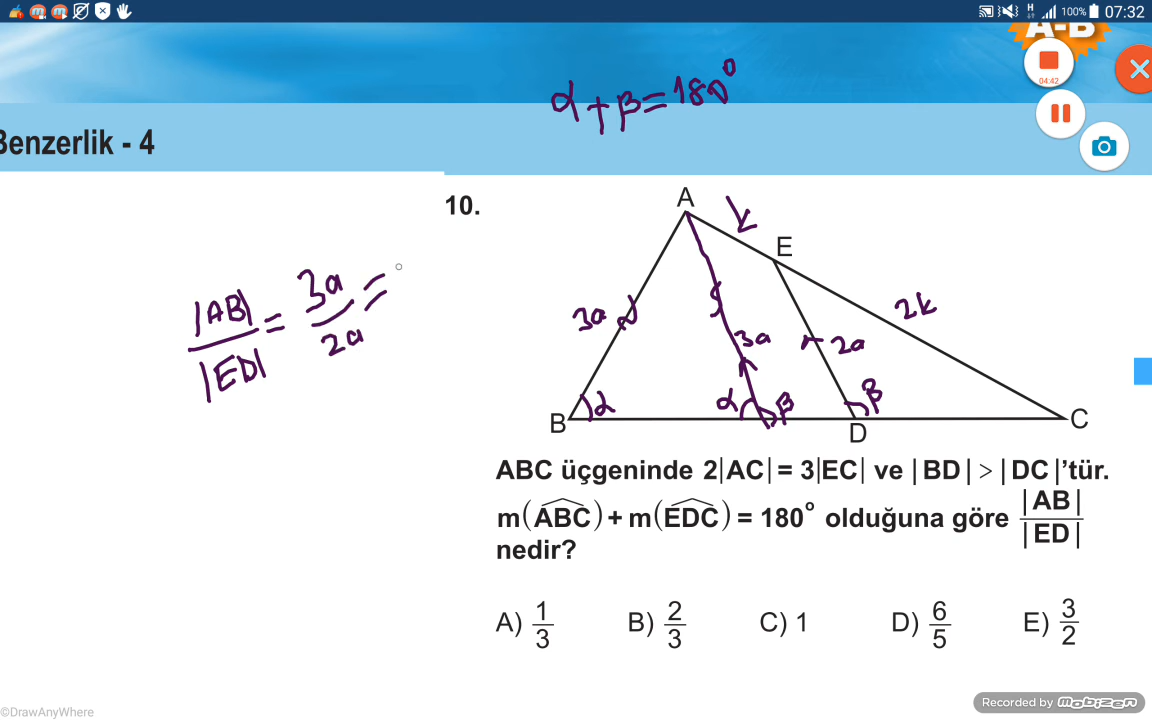 100% 07:32
A-B
04:42
α + β = 180°
Benzerlik - 4
10.
A
k
E
|AB| / |ED| = 3a / 2a =
3a
3a
2a
2k
B
α
α
β
β
D
C
ABC üçgeninde 2|AC| = 3|EC| ve |BD| > |DC|'tür.
m(ABC) + m(EDC) = 180° olduğuna göre |AB| / |ED|
nedir?
A) 1/3 B) 2/3 C) 1 D) 6/5 E) 3/2
Recorded by mobizen
©DrawAnyWhere